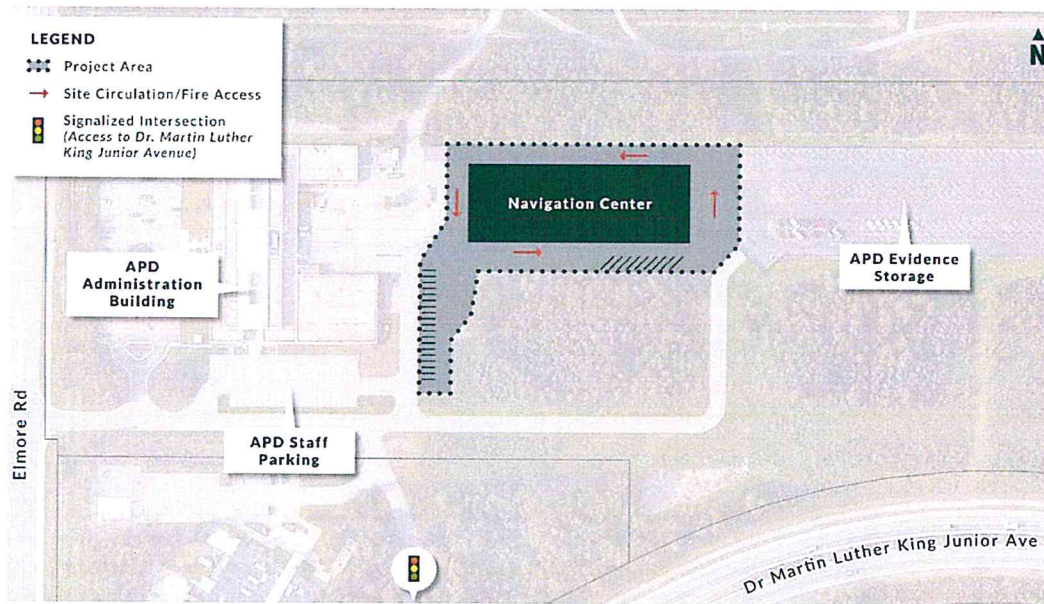 LEGEND
Project Area
Site Circulation/Fire Access
Signalized Intersection
(Access to Dr. Martin Luther
King Junior Avenue)
N
Navigation Center
APD
Administration
Building
APD Evidence
Storage
APD Staff
Parking
Elmore Rd
Dr Martin Luther King Junior Ave